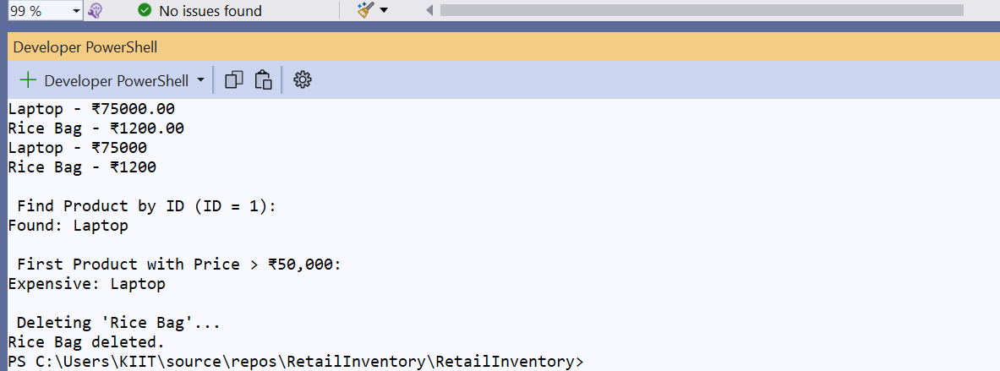 99 % No issues found
Developer PowerShell
Developer PowerShell
Laptop - ₹75000.00
Rice Bag - ₹1200.00
Laptop - ₹75000
Rice Bag - ₹1200
Find Product by ID (ID = 1):
Found: Laptop
First Product with Price > ₹50,000:
Expensive: Laptop
Deleting 'Rice Bag'...
Rice Bag deleted.
PS C:\Users\KIIT\source\repos\RetailInventory\RetailInventory>